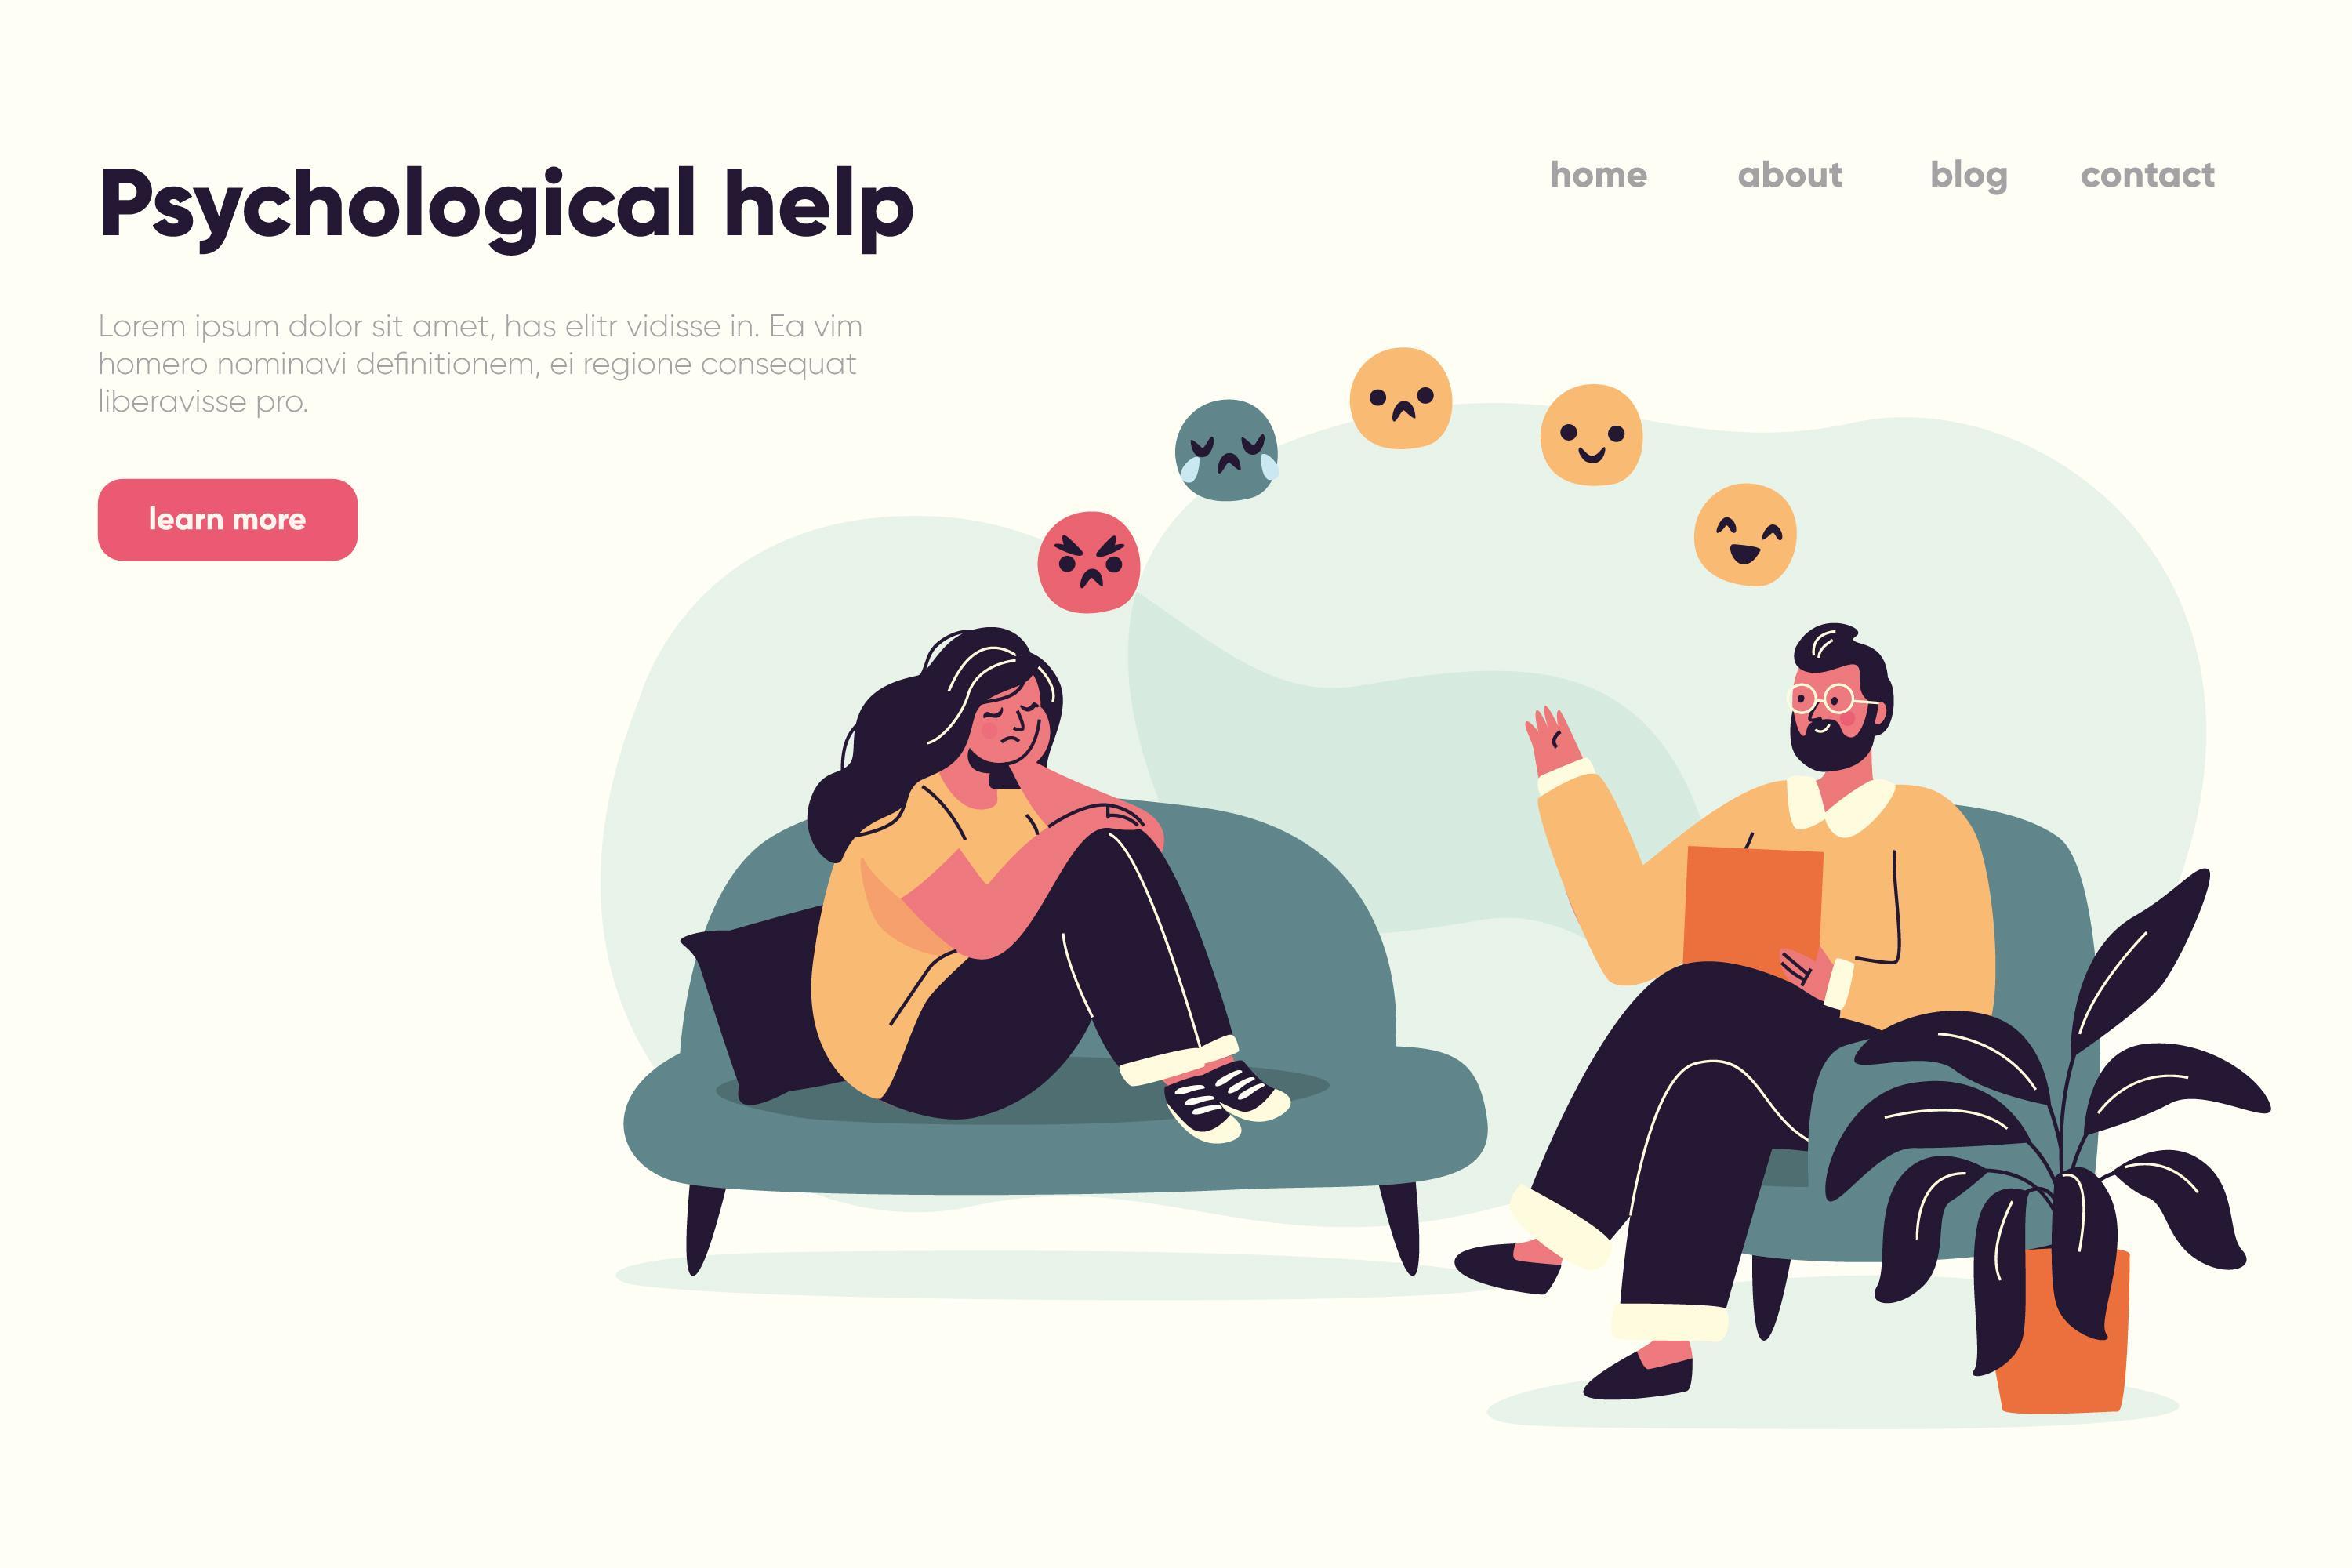 Psychological help
home about blog contact
Lorem ipsum dolor sit amet, has elitr vidisse in. Ea vim
homero nominavi definitionem, ei regione consequat
liberavisse pro.
learn more